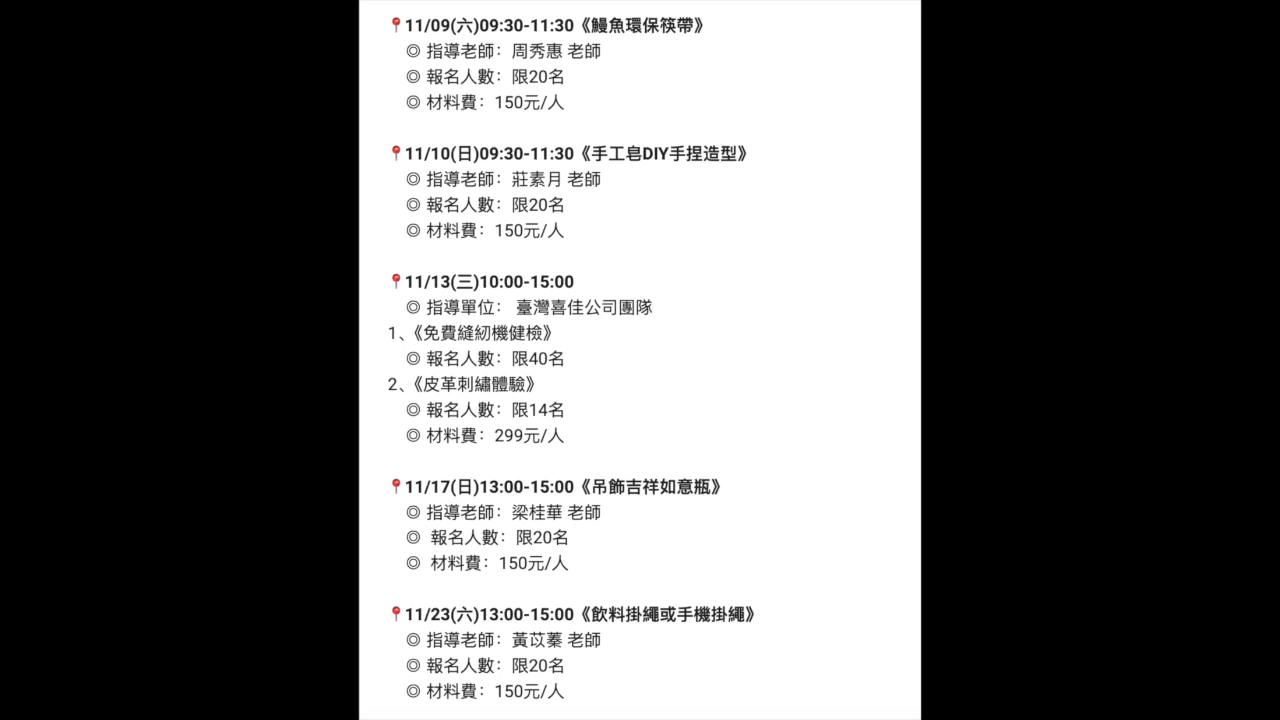 📍11/09(六)09:30-11:30《鰻魚環保筷帶》
◎ 指導老師：周秀惠 老師
◎ 報名人數：限20名
◎ 材料費：150元/人
📍11/10(日)09:30-11:30《手工皂DIY手捏造型》
◎ 指導老師：莊素月 老師
◎ 報名人數：限20名
◎ 材料費：150元/人
📍11/13(三)10:00-15:00
◎ 指導單位： 臺灣喜佳公司團隊
1、《免費縫紉機健檢》
◎ 報名人數：限40名
2、《皮革刺繡體驗》
◎ 報名人數：限14名
◎ 材料費：299元/人
📍11/17(日)13:00-15:00《吊飾吉祥如意瓶》
◎ 指導老師：梁桂華 老師
◎ 報名人數：限20名
◎ 材料費：150元/人
📍11/23(六)13:00-15:00《飲料掛繩或手機掛繩》
◎ 指導老師：黃苡蓁 老師
◎ 報名人數：限20名
◎ 材料費：150元/人